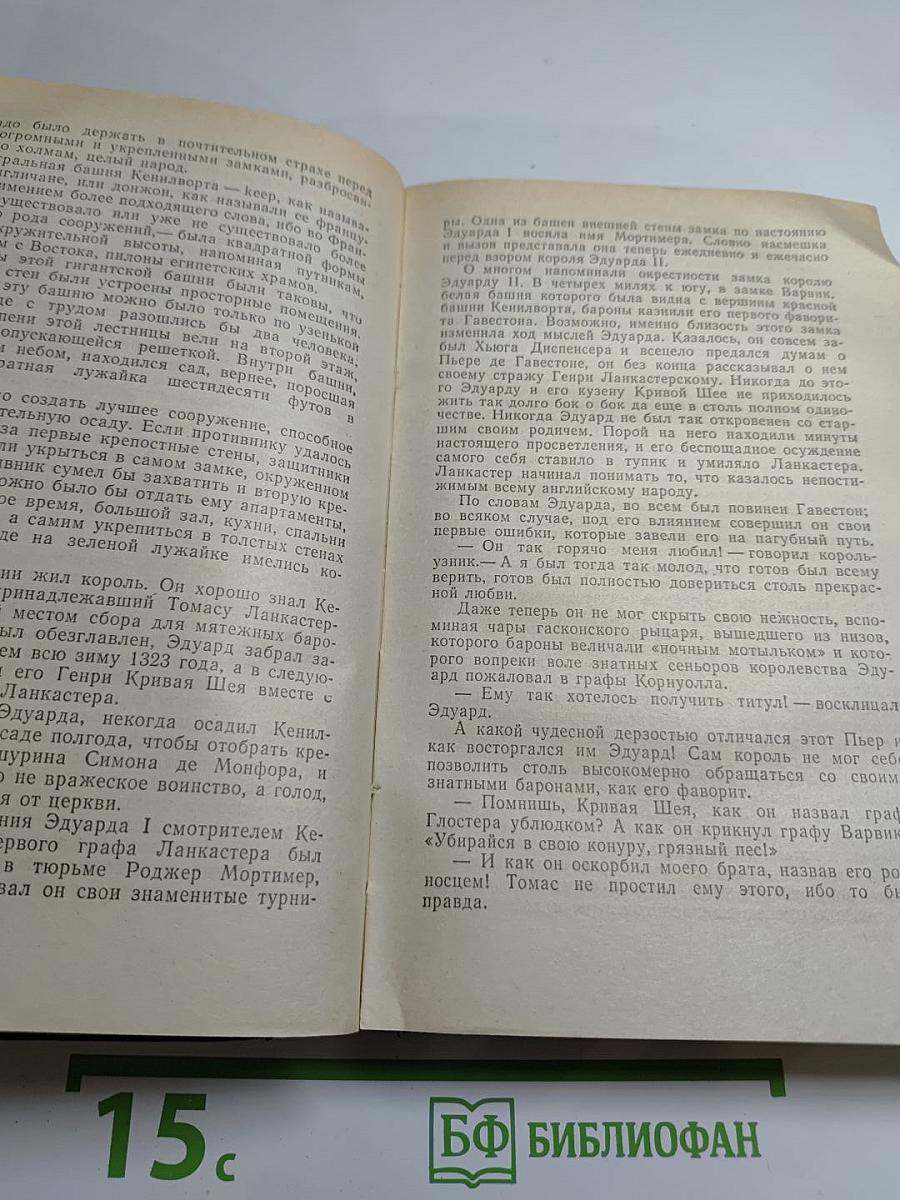 было держать в почтительном страхе перед
огромными и укрепленными замками, разбросан-
холмам, целый народ.
башня Кенилворта — keep, как называ-
англичане, или донжон, как называли ее францу-
более подходящего слова, ибо во фран-
существовало или уже не существовало более
рода сооружений,— была квадратной формы
высоты, напоминая путникам,
с Востока, пилоны египетских храмов.
этой гигантской башни были таковы, что
стен были устроены просторные помещения.
эту башню можно было только по узенькой
с трудом разошлись бы два человека;
этой лестницы вели на второй этаж,
решеткой. Внутри башни,
небом, находился сад, вернее, поросшая
лужайка шестидесяти футов в
создать лучшее сооружение, способное
осаду. Если противнику удалось
за первые крепостные стены, защитники
укрыться в самом замке, окруженном
сумел бы захватить и вторую кре-
было бы отдать ему апартаменты,
время, большой зал, кухни, спальни
а самим укрепиться в толстых стенах
на зеленой лужайке имелись ко-
жил король. Он хорошо знал Ке-
Томасу Ланкастер-
местом сбора для мятежных баро-
обезглавлен, Эдуард забрал за-
всю зиму 1323 года, а в следую-
его Генри Кривая Шея вместе с
Ланкастера.
Эдуарда, некогда осадил Кенил-
полгода, чтобы отобрать кре-
Симона де Монфора, и
не вражеское воинство, а голод,
от церкви.
Эдуарда I смотрителем Ке-
графа Ланкастера был
в тюрьме Роджер Мортимер,
он свои знаменитые турни-
ры. Одна из башен внешней стены замка по настоянию
Эдуарда I носила имя Мортимера. Словно насмешка
и вызов представала она теперь ежедневно и ежечасно
перед взором короля Эдуарда II.
О многом напоминали окрестности замка королю
Эдуарду II. В четырех милях к югу, в замке Варвик,
белая башня которого была видна с вершины красной
башни Кенилворта, бароны казнили его первого фавори-
та Гавестона. Возможно, именно близость этого замка
изменила ход мыслей Эдуарда. Казалось, он совсем за-
был Хьюга Диспенсера и всецело предался думам о
Пьере де Гавестоне, он без конца рассказывал о нем
своему стражу Генри Ланкастерскому. Никогда до это-
го Эдуарду и его кузену Кривой Шее не приходилось
жить так долго бок о бок да еще в столь полном одино-
честве. Никогда Эдуард не был так откровенен со стар-
шим своим родичем. Порой на него находили минуты
настоящего просветления, и его беспощадное осуждение
самого себя ставило в тупик и умиляло Ланкастера.
Ланкастер начинал понимать то, что казалось непости-
жимым всему английскому народу.
По словам Эдуарда, во всем был повинен Гавестон;
во всяком случае, под его влиянием совершил он свои
первые ошибки, которые завели его на пагубный путь.
— Он так горячо меня любил! — говорил король-
узник.— А я был тогда так молод, что готов был всему
верить, готов был полностью довериться столь прекрас-
ной любви.
Даже теперь он не мог скрыть свою нежность, вспо-
миная чары гасконского рыцаря, вышедшего из низов,
которого бароны величали «ночным мотыльком» и кото-
рого вопреки воле знатных сеньоров королевства Эду-
ард пожаловал в графы Корнуолла.
— Ему так хотелось получить титул! — восклицал
Эдуард.
А какой чудесной дерзостью отличался этот Пьер и
как восторгался им Эдуард! Сам король не мог себе
позволить столь высокомерно обращаться со своим
знатными баронами, как его фаворит.
— Помнишь, Кривая Шея, как он назвал граф
Глостера ублюдком? А как он крикнул графу Варвик
«Убирайся в свою конуру, грязный пес!»
— И как он оскорбил моего брата, назвав его ро
носцем! Томас не простил ему этого, ибо то бы
правда.
15 с
БФ БИБЛИОФАН